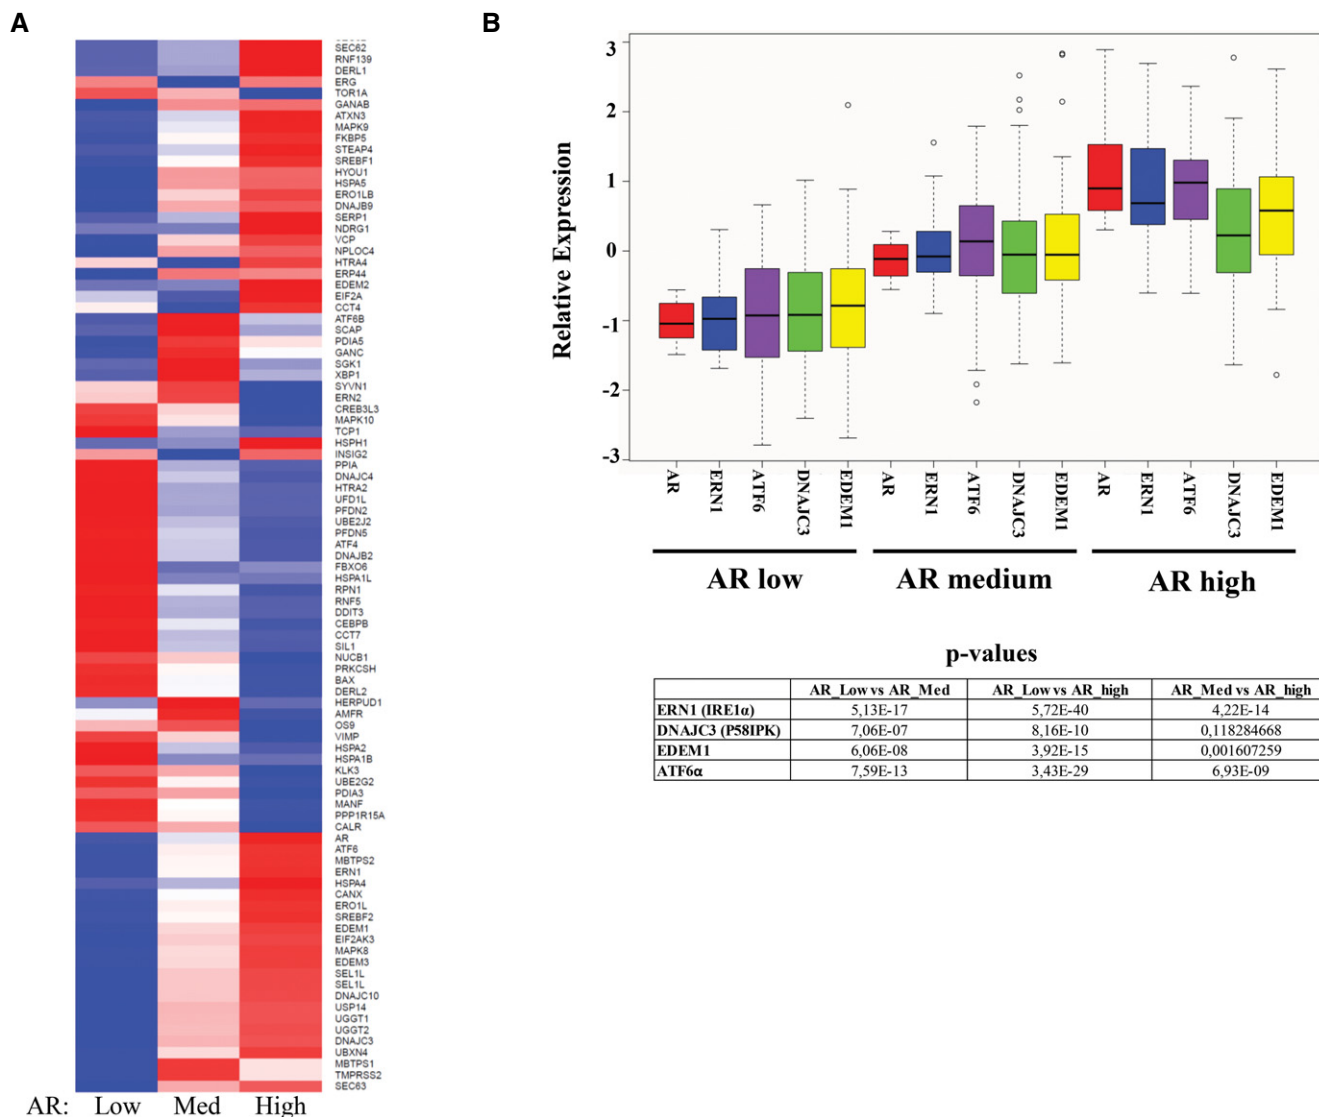 A
B
SEC62
RNF139
DERL1
ERG
TOR1A
GANAB
ATXN3
MAPK9
FKBP5
STEAP4
SREBF1
HYOU1
HSPA5
ERO1LB
DNAJB9
SERP1
NDRG1
VCP
NPLOC4
HTRA4
ERP44
EDEM2
EIF2A
CCT4
ATF6B
SCAP
PDIA5
GANC
SGK1
XBP1
SYVN1
ERN2
CREB3L3
MAPK10
TCP1
HSPH1
INSIG2
PPIA
DNAJC4
HTRA2
UFD1L
PFDN2
UBE2J2
PFDN5
ATF4
DNAJB2
FBXO6
HSPA1L
RPN1
RNF5
DDIT3
CEBPB
CCT7
SIL1
NUCB1
PRKCSH
BAX
DERL2
HERPUD1
AMFR
OS9
VIMP
HSPA2
HSPA1B
KLK3
UBE2G2
PDIA3
MANF
PPP1R15A
CALR
AR
ATF6
MBTPS2
ERN1
HSPA4
CANX
ERO1L
SREBF2
EDEM1
EIF2AK3
MAPK8
EDEM3
SEL1L
SEL1L
DNAJC10
USP14
UGGT1
UGGT2
DNAJC3
UBXN4
MBTPS1
TMPRSS2
SEC63
AR: Low Med High
Relative Expression
3
2
1
0
-1
-2
-3
AR ERN1 ATF6 DNAJC3 EDEM1 AR ERN1 ATF6 DNAJC3 EDEM1 AR ERN1 ATF6 DNAJC3 EDEM1
AR low AR medium AR high
p-values
AR_Low vs AR_Med AR_Low vs AR_high AR_Med vs AR_high
ERN1 (IRE1α) 5,13E-17 5,72E-40 4,22E-14
DNAJC3 (P58IPK) 7,06E-07 8,16E-10 0,118284668
EDEM1 6,06E-08 3,92E-15 0,001607259
ATF6α 7,59E-13 3,43E-29 6,93E-09